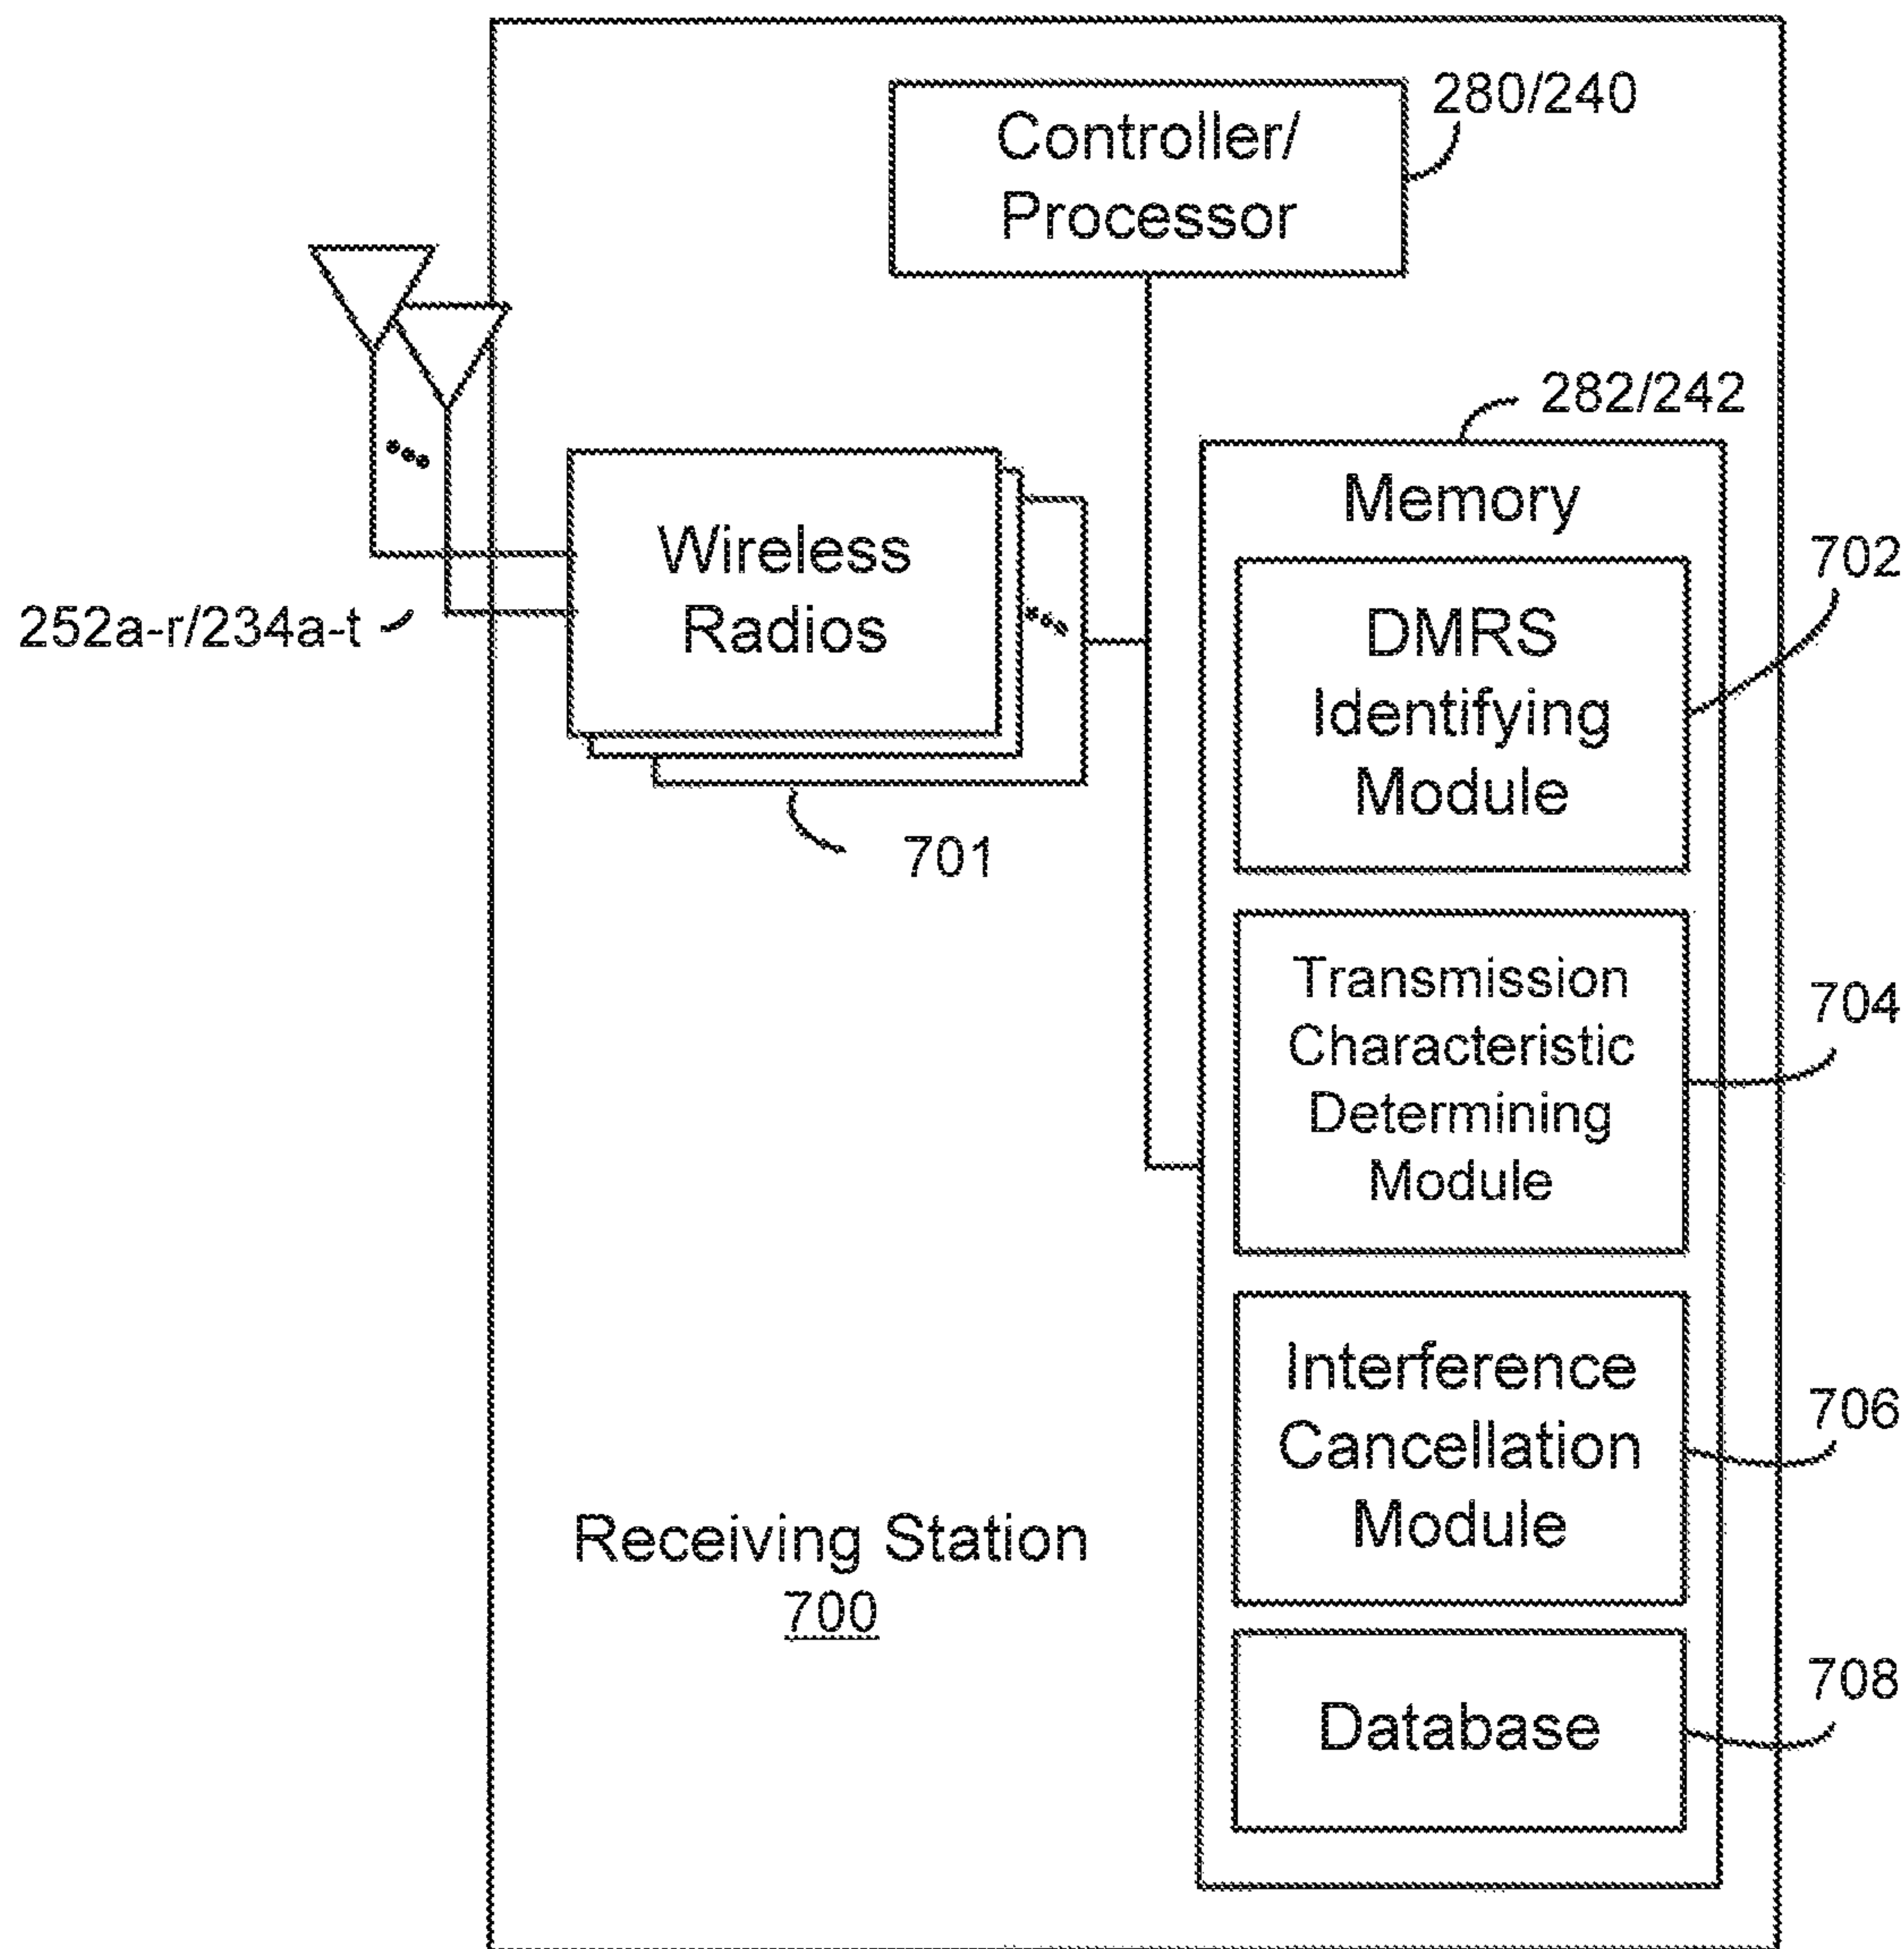 280/240
Controller/
Processor
282/242
Memory
Wireless
Radios
252a-r/234a-t
701
702
DMRS
Identifying
Module
Transmission
Characteristic
Determining
Module
704
Interference
Cancellation
Module
706
Receiving Station
700
Database
708